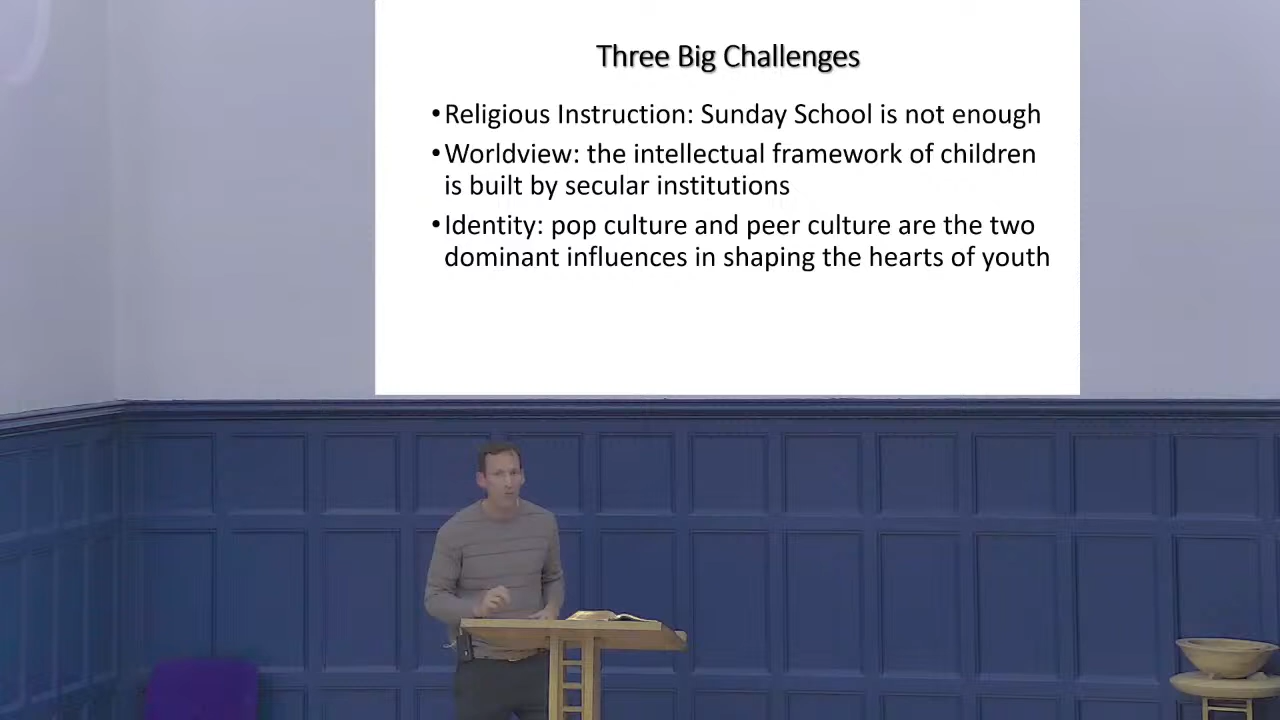 Three Big Challenges
•Religious Instruction: Sunday School is not enough
•Worldview: the intellectual framework of children
is built by secular institutions
•Identity: pop culture and peer culture are the two
dominant influences in shaping the hearts of youth